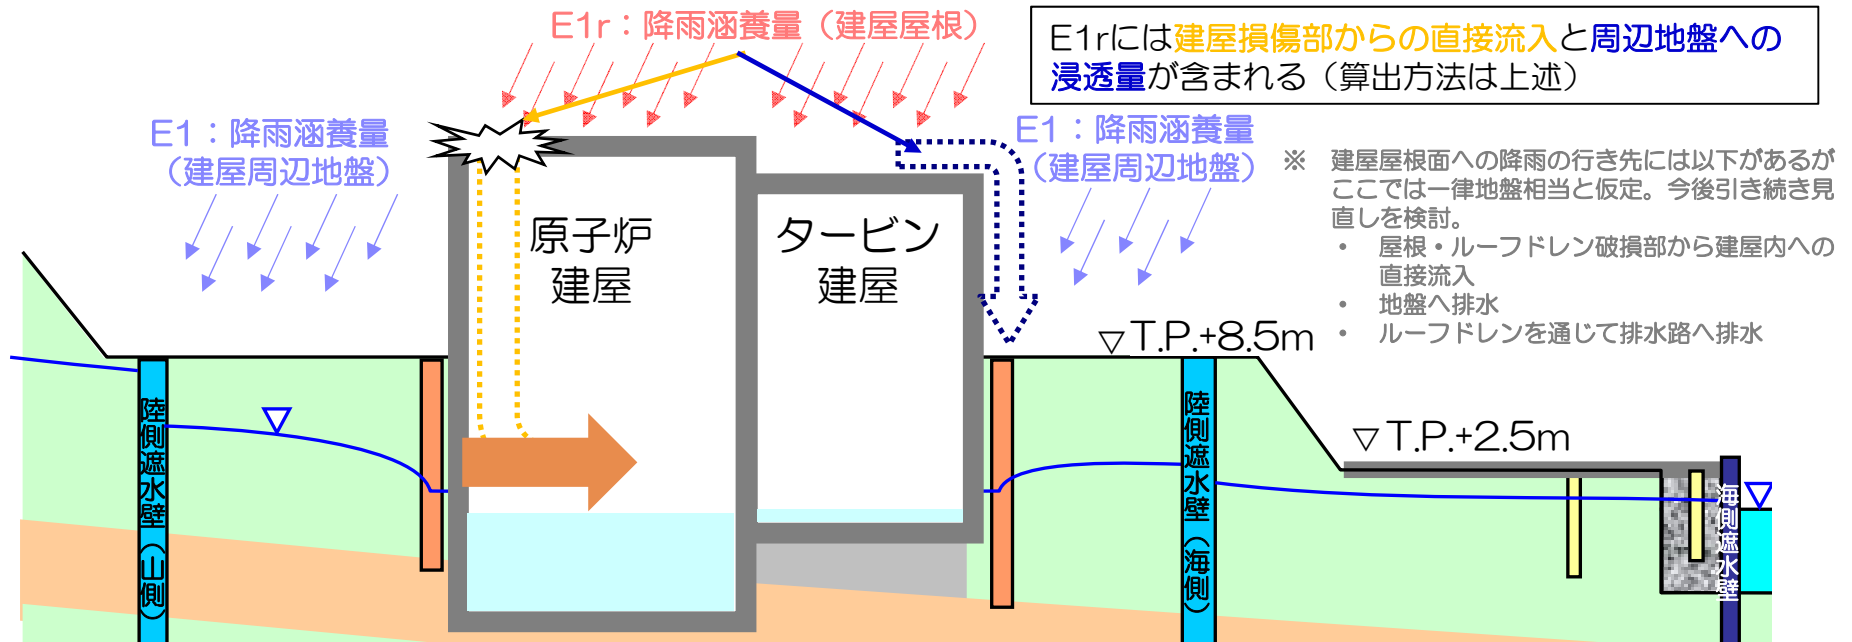 E1r：降雨涵養量（建屋屋根）
E1rには建屋損傷部からの直接流入と周辺地盤への
浸透量が含まれる（算出方法は上述）
E1：降雨涵養量
（建屋周辺地盤）
E1：降雨涵養量
（建屋周辺地盤）
※　建屋屋根面への降雨の行き先には以下があるが
ここでは一律地盤相当と仮定。今後引き続き見
直しを検討。
• 屋根・ルーフドレン破損部から建屋内への
直接流入
• 地盤へ排水
• ルーフドレンを通じて排水路へ排水
原子炉
建屋
タービン
建屋
▽T.P.+8.5m
▽T.P.+2.5m
陸側遮水壁（山側）
陸側遮水壁（海側）
海側遮水壁